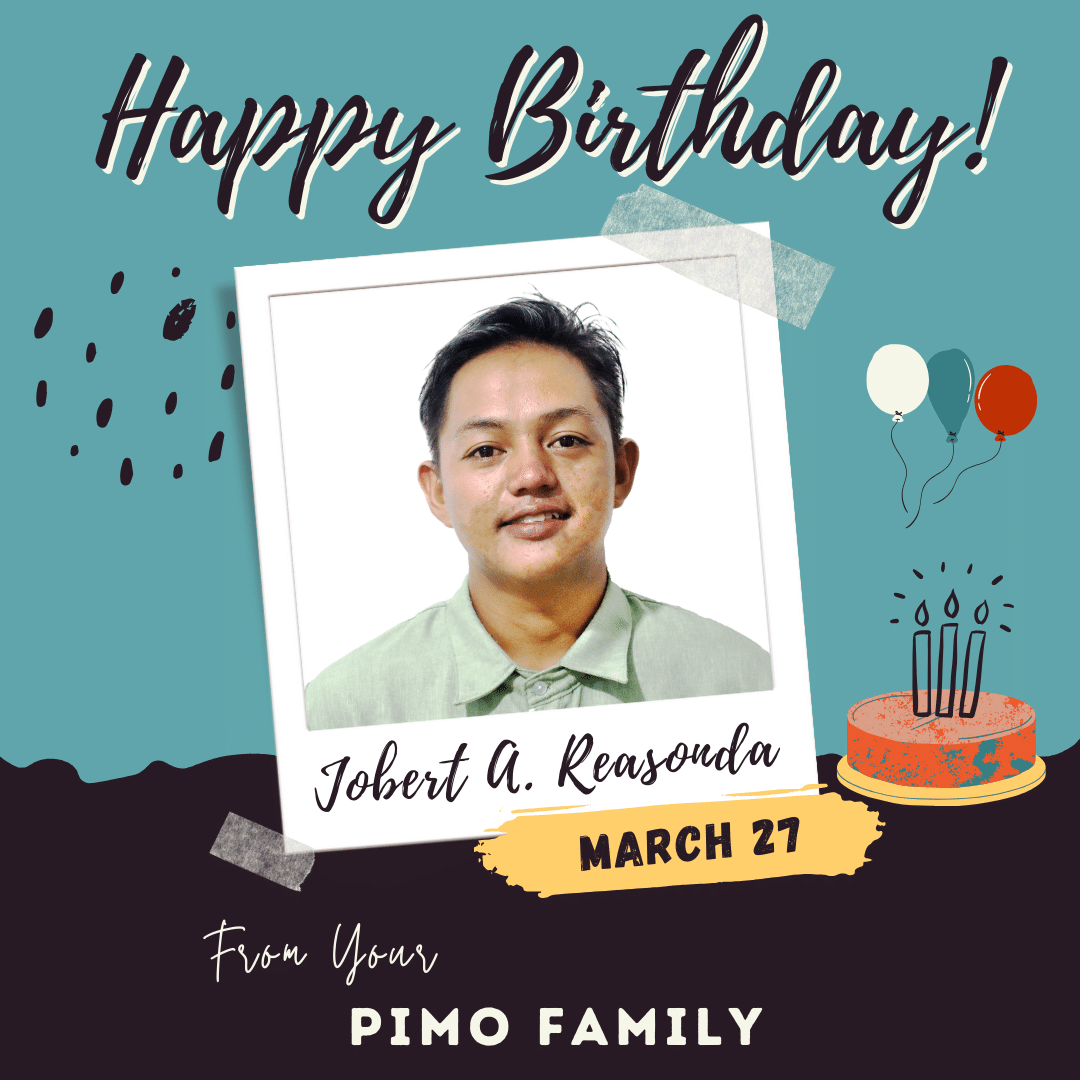 Happy Birthday!
Jobert A. Reasonda
MARCH 27
From Your
PIMO FAMILY